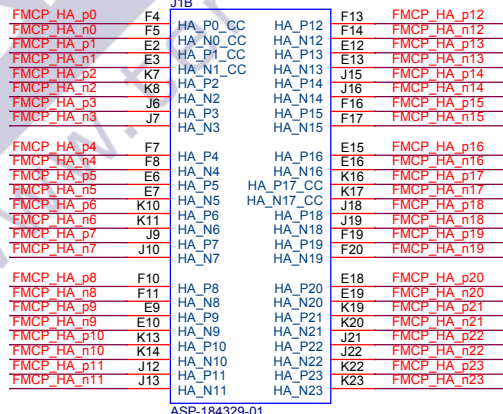 J1B
FMCP_HA_p0 F4 HA_P0_CC HA_P12 F13 FMCP_HA_p12
FMCP_HA_n0 F5 HA_N0_CC HA_N12 F14 FMCP_HA_n12
FMCP_HA_p1 E2 HA_P1_CC HA_P13 E12 FMCP_HA_p13
FMCP_HA_n1 E3 HA_N1_CC HA_N13 E13 FMCP_HA_n13
FMCP_HA_p2 K7 HA_P2 HA_P14 J15 FMCP_HA_p14
FMCP_HA_n2 K8 HA_N2 HA_N14 J16 FMCP_HA_n14
FMCP_HA_p3 J6 HA_P3 HA_P15 F16 FMCP_HA_p15
FMCP_HA_n3 J7 HA_N3 HA_N15 F17 FMCP_HA_n15
FMCP_HA_p4 F7 HA_P4 HA_P16 E15 FMCP_HA_p16
FMCP_HA_n4 F8 HA_N4 HA_N16 E16 FMCP_HA_n16
FMCP_HA_p5 E6 HA_P5 HA_P17_CC K16 FMCP_HA_p17
FMCP_HA_n5 E7 HA_N5 HA_N17_CC K17 FMCP_HA_n17
FMCP_HA_p6 K10 HA_P6 HA_P18 J18 FMCP_HA_p18
FMCP_HA_n6 K11 HA_N6 HA_N18 J19 FMCP_HA_n18
FMCP_HA_p7 J9 HA_P7 HA_P19 F19 FMCP_HA_p19
FMCP_HA_n7 J10 HA_N7 HA_N19 F20 FMCP_HA_n19
FMCP_HA_p8 F10 HA_P8 HA_P20 E18 FMCP_HA_p20
FMCP_HA_n8 F11 HA_N8 HA_N20 E19 FMCP_HA_n20
FMCP_HA_p9 E9 HA_P9 HA_P21 K19 FMCP_HA_p21
FMCP_HA_n9 E10 HA_N9 HA_N21 K20 FMCP_HA_n21
FMCP_HA_p10 K13 HA_P10 HA_P22 J21 FMCP_HA_p22
FMCP_HA_n10 K14 HA_N10 HA_N22 J22 FMCP_HA_n22
FMCP_HA_p11 J12 HA_P11 HA_P23 K22 FMCP_HA_p23
FMCP_HA_n11 J13 HA_N11 HA_N23 K23 FMCP_HA_n23
ASP-184329-01